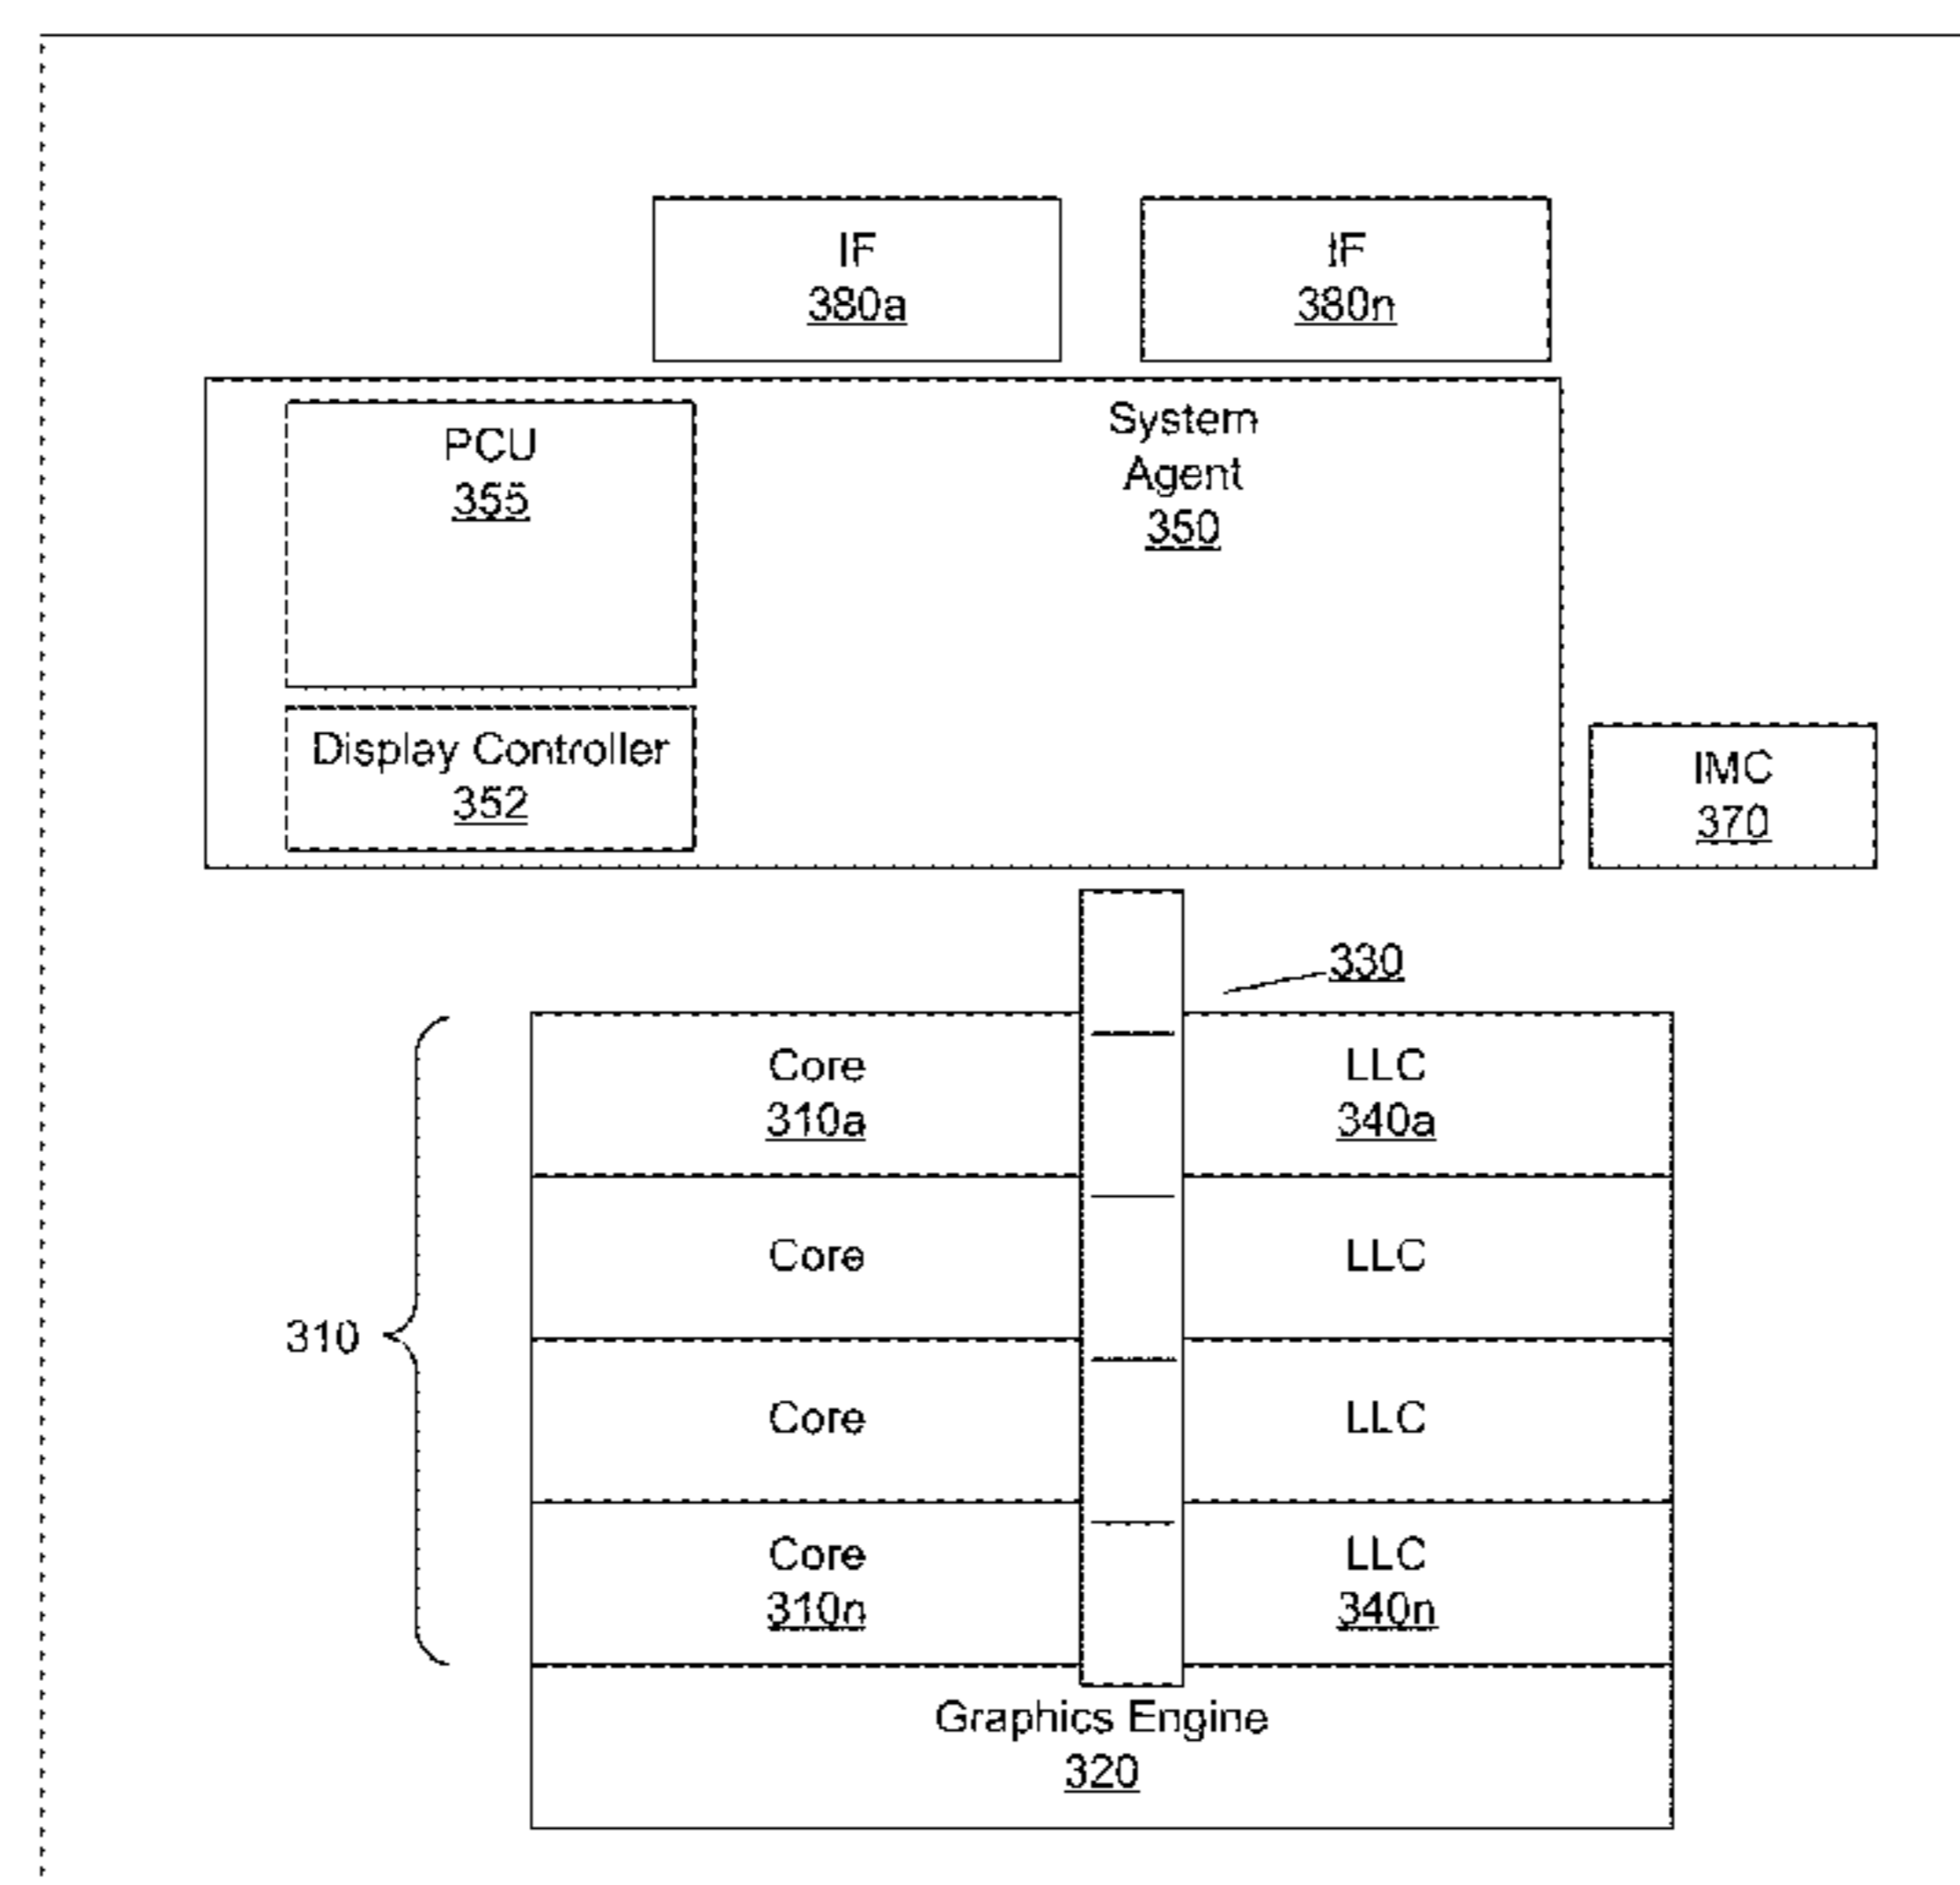 IF
380a
IF
380n
PCU
355
System
Agent
350
Display Controller
352
IMC
370
330
Core
310a
LLC
340a
Core
LLC
310
Core
LLC
Core
310n
LLC
340n
Graphics Engine
320